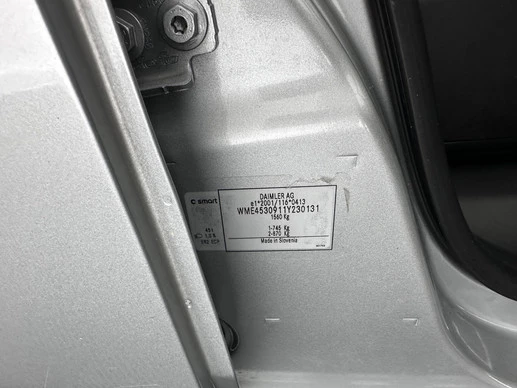 DAIMLER AG
e1*2001/116*0413
WME4530911Y230131
1560 Kg
1-745 Kg
2-870 Kg
Made in Slovenia
smart